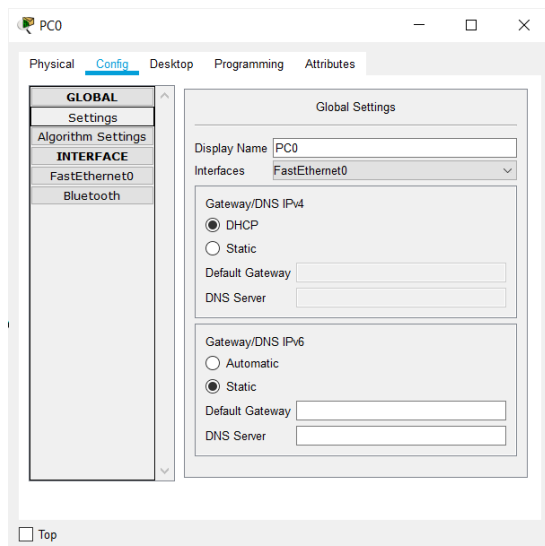 PC0
Physical Config Desktop Programming Attributes
GLOBAL
Settings
Algorithm Settings
INTERFACE
FastEthernet0
Bluetooth
Global Settings
Display Name PC0
Interfaces FastEthernet0
Gateway/DNS IPv4
DHCP
Static
Default Gateway
DNS Server
Gateway/DNS IPv6
Automatic
Static
Default Gateway
DNS Server
Top